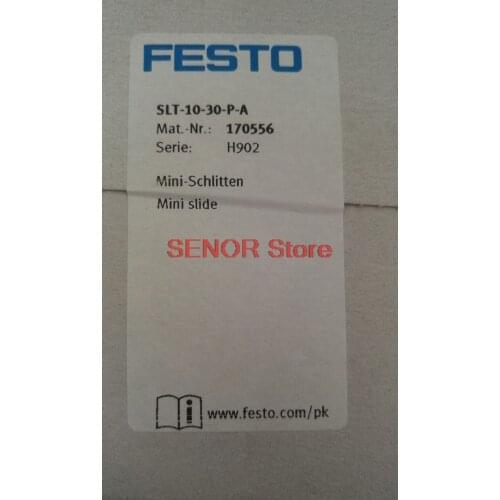 FESTO
SLT-10-30-P-A
Mat.-Nr.: 170556
Serie: H902
Mini-Schlitten
Mini slide
SENOR Store
www.festo.com/pk